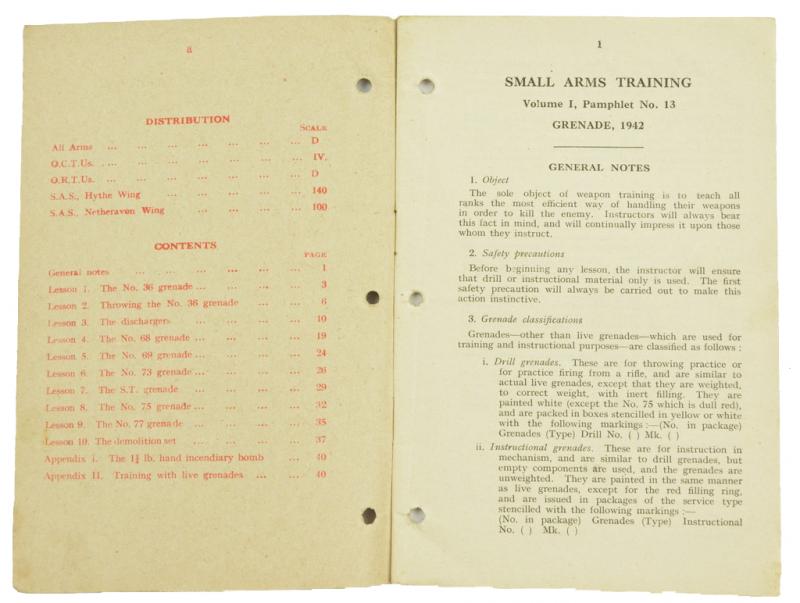 a
DISTRIBUTION
SCALE
All Arms ... ... ... ... ... ... ... D
O.C.T.Us. ... ... ... ... ... ... ... IV.
O.R.T.Us. ... ... ... ... ... ... ... D
S.A.S., Hythe Wing ... ... ... ... 140
S.A.S., Netheravon Wing ... ... ... 100
CONTENTS
PAGE
General notes ... ... ... ... ... ... 1
Lesson 1. The No. 36 grenade ... ... ... ... 3
Lesson 2. Throwing the No. 36 grenade ... ... 6
Lesson 3. The dischargers ... ... ... ... 10
Lesson 4. The No. 68 grenade ... ... ... ... 19
Lesson 5. The No. 69 grenade ... ... ... ... 24
Lesson 6. The No. 73 grenade ... ... ... ... 26
Lesson 7. The S.T. grenade ... ... ... ... 29
Lesson 8. The No. 75 grenade ... ... ... ... 32
Lesson 9. The No. 77 grenade ... ... ... ... 35
Lesson 10. The demolition set ... ... ... ... 37
Appendix I. The 1¾ lb. hand incendiary bomb ... 40
Appendix II. Training with live grenades ... ... 40
1
SMALL ARMS TRAINING
Volume I, Pamphlet No. 13
GRENADE, 1942
GENERAL NOTES
1. Object
The sole object of weapon training is to teach all
ranks the most efficient way of handling their weapons
in order to kill the enemy. Instructors will always bear
this fact in mind, and will continually impress it upon those
whom they instruct.
2. Safety precautions
Before beginning any lesson, the instructor will ensure
that drill or instructional material only is used. The first
safety precaution will always be carried out to make this
action instinctive.
3. Grenade classifications
Grenades—other than live grenades—which are used for
training and instructional purposes—are classified as follows :
i. Drill grenades. These are for throwing practice or
for practice firing from a rifle, and are similar to
actual live grenades, except that they are weighted,
to correct weight, with inert filling. They are
painted white (except the No. 75 which is dull red),
and are packed in boxes stencilled in yellow or white
with the following markings :—(No. in package)
Grenades (Type) Drill No. ( ) Mk. ( )
ii. Instructional grenades. These are for instruction in
mechanism, and are similar to drill grenades, but
empty components are used, and the grenades are
unweighted. They are painted in the same manner
as live grenades, except for the red filling ring,
and are issued in packages of the service type
stencilled with the following markings :—
(No. in package) Grenades (Type) Instructional
No. ( ) Mk. ( )